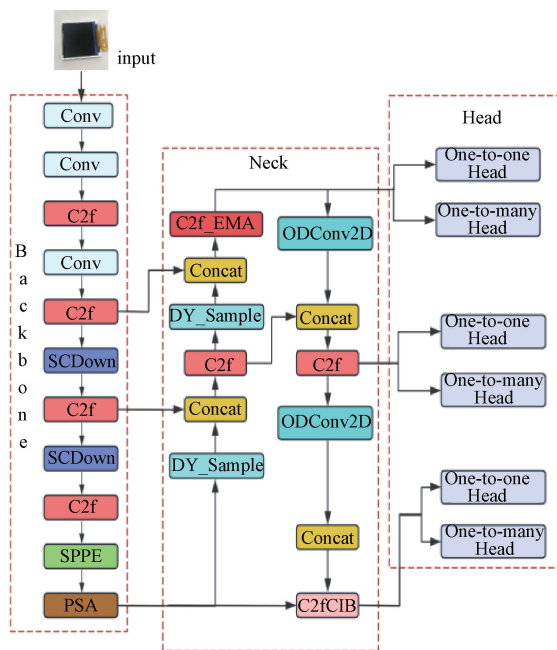 input
Backbone
Conv
Conv
C2f
Conv
C2f
SCDown
C2f
SCDown
C2f
SPPE
PSA
Neck
C2f_EMA
Concat
DY_Sample
C2f
Concat
DY_Sample
ODConv2D
Concat
C2f
ODConv2D
Concat
C2fCIB
Head
One-to-one
Head
One-to-many
Head
One-to-one
Head
One-to-many
Head
One-to-one
Head
One-to-many
Head